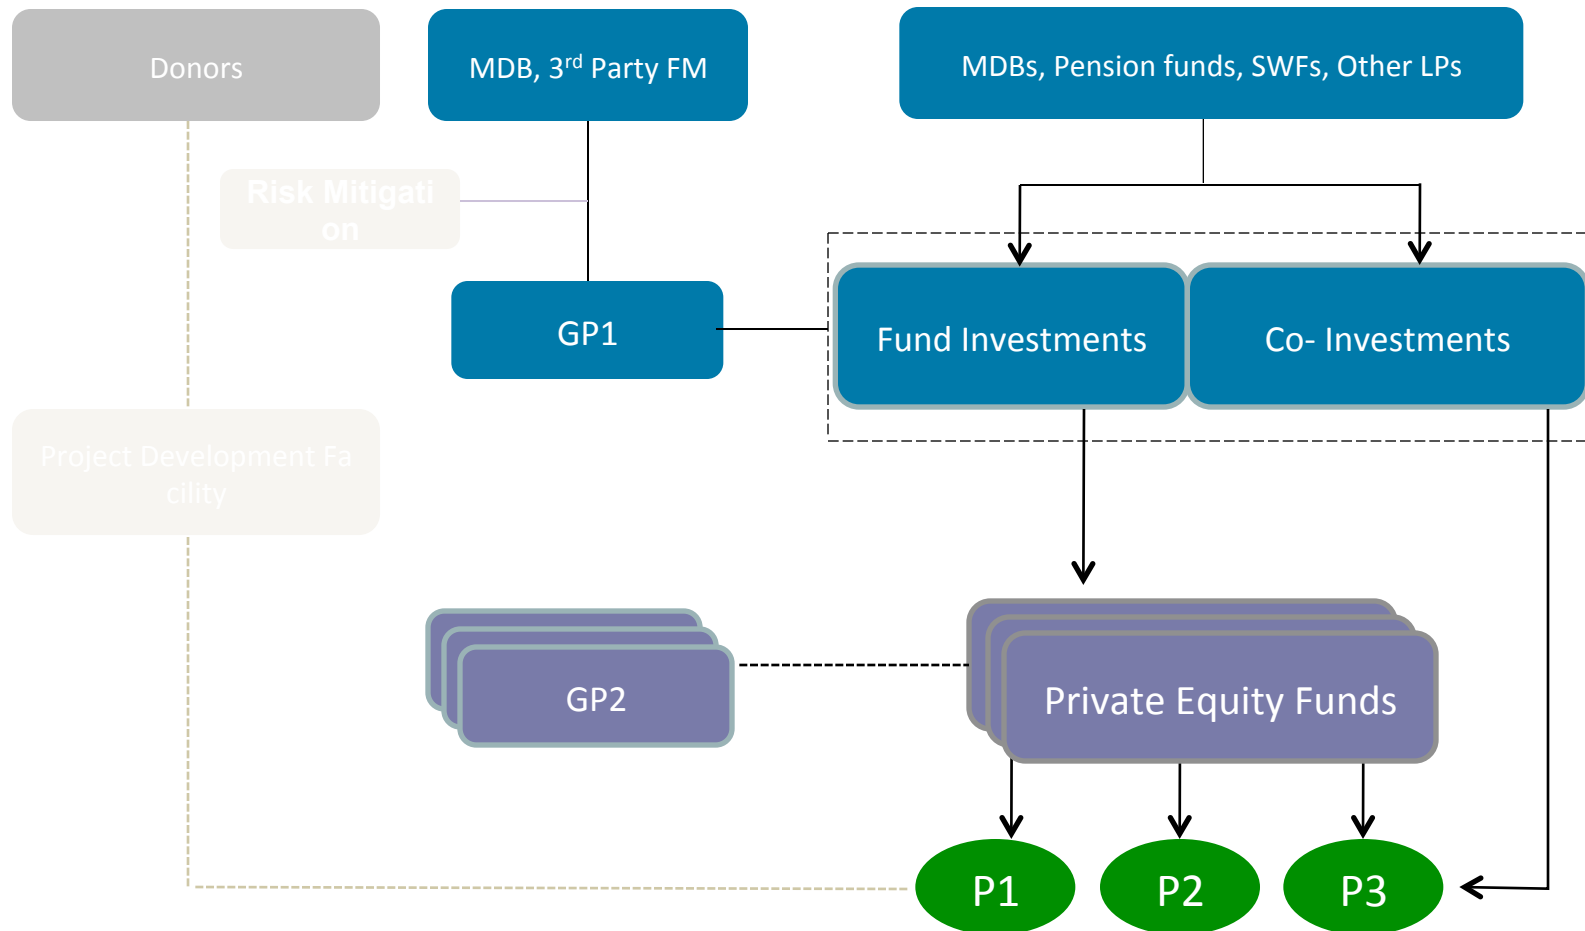 Donors
MDB, 3rd Party FM
MDBs, Pension funds, SWFs, Other LPs
Risk Mitigati
on
GP1
Fund Investments
Co- Investments
Project Development Fa
cility
GP2
Private Equity Funds
P1
P2
P3